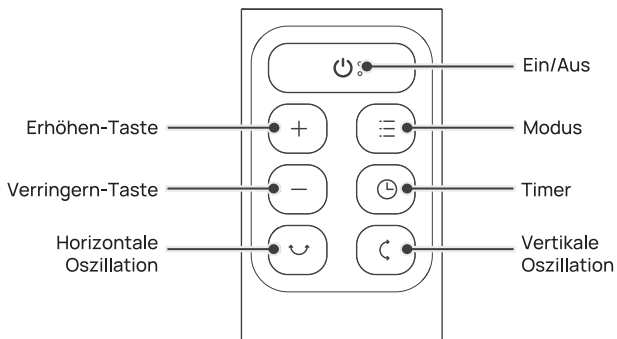 Ein/Aus
Erhöhen-Taste
Modus
Verringern-Taste
Timer
Horizontale
Oszillation
Vertikale
Oszillation